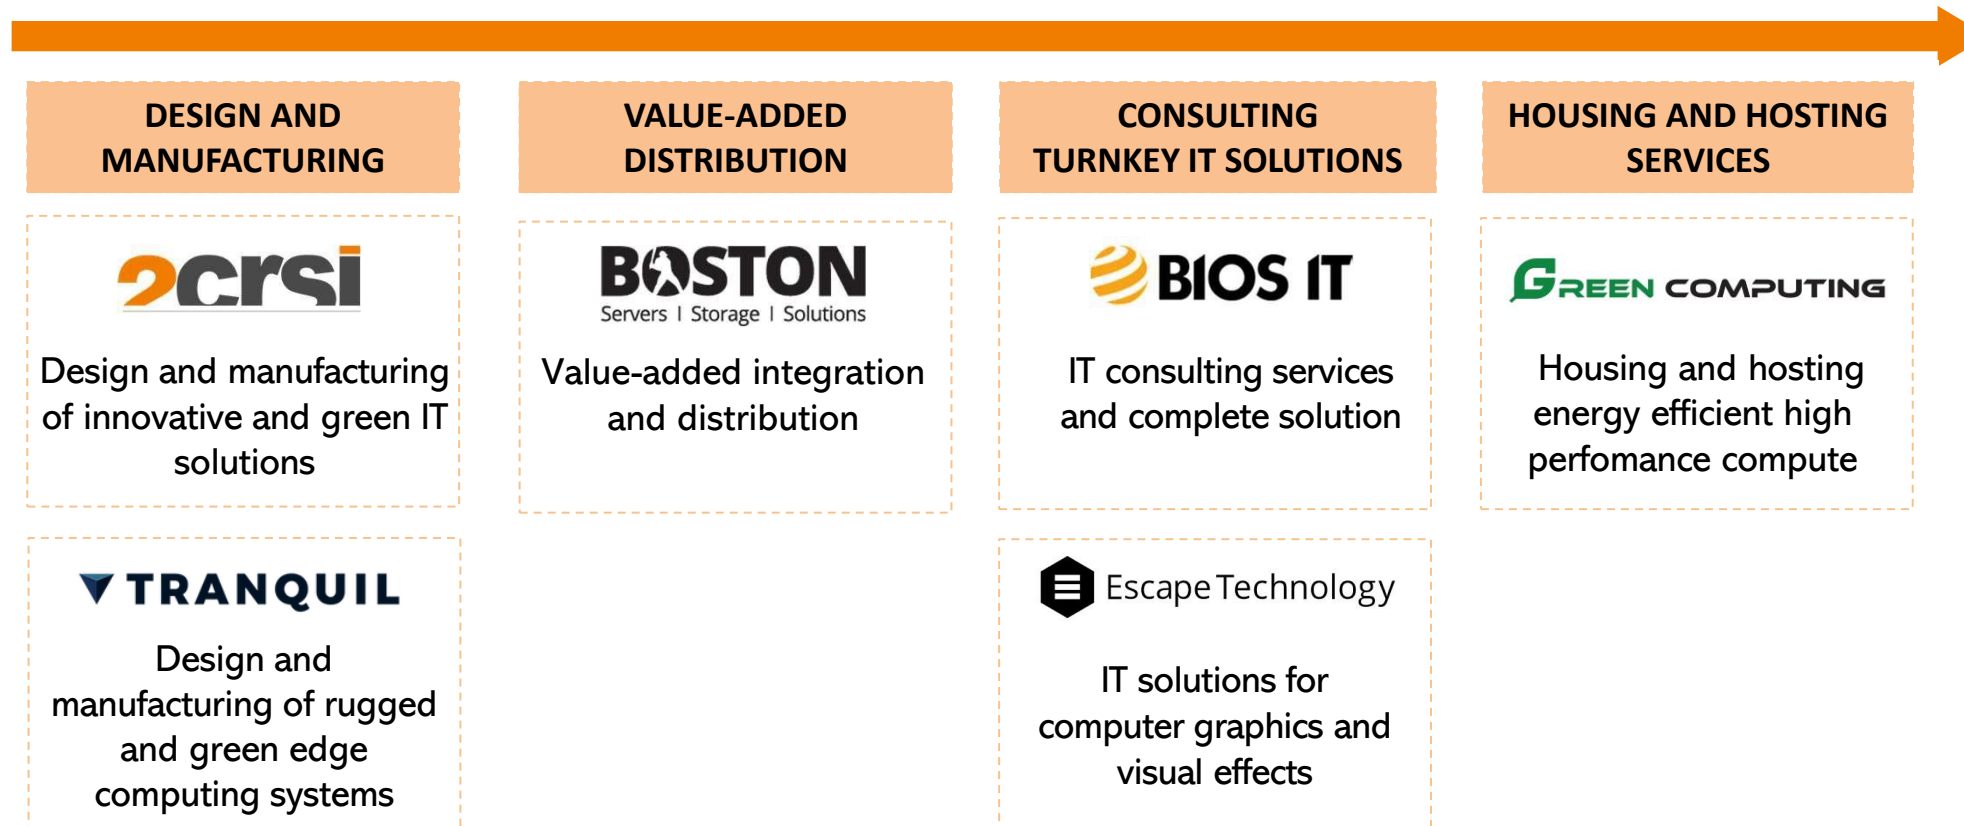 DESIGN AND
MANUFACTURING
2crsi
Design and manufacturing
of innovative and green IT
solutions
TRANQUIL
Design and
manufacturing of rugged
and green edge
computing systems
VALUE-ADDED
DISTRIBUTION
BOSTON
Servers | Storage | Solutions
Value-added integration
and distribution
CONSULTING
TURNKEY IT SOLUTIONS
BIOS IT
IT consulting services
and complete solution
Escape Technology
IT solutions for
computer graphics and
visual effects
HOUSING AND HOSTING
SERVICES
GREEN COMPUTING
Housing and hosting
energy efficient high
perfomance compute